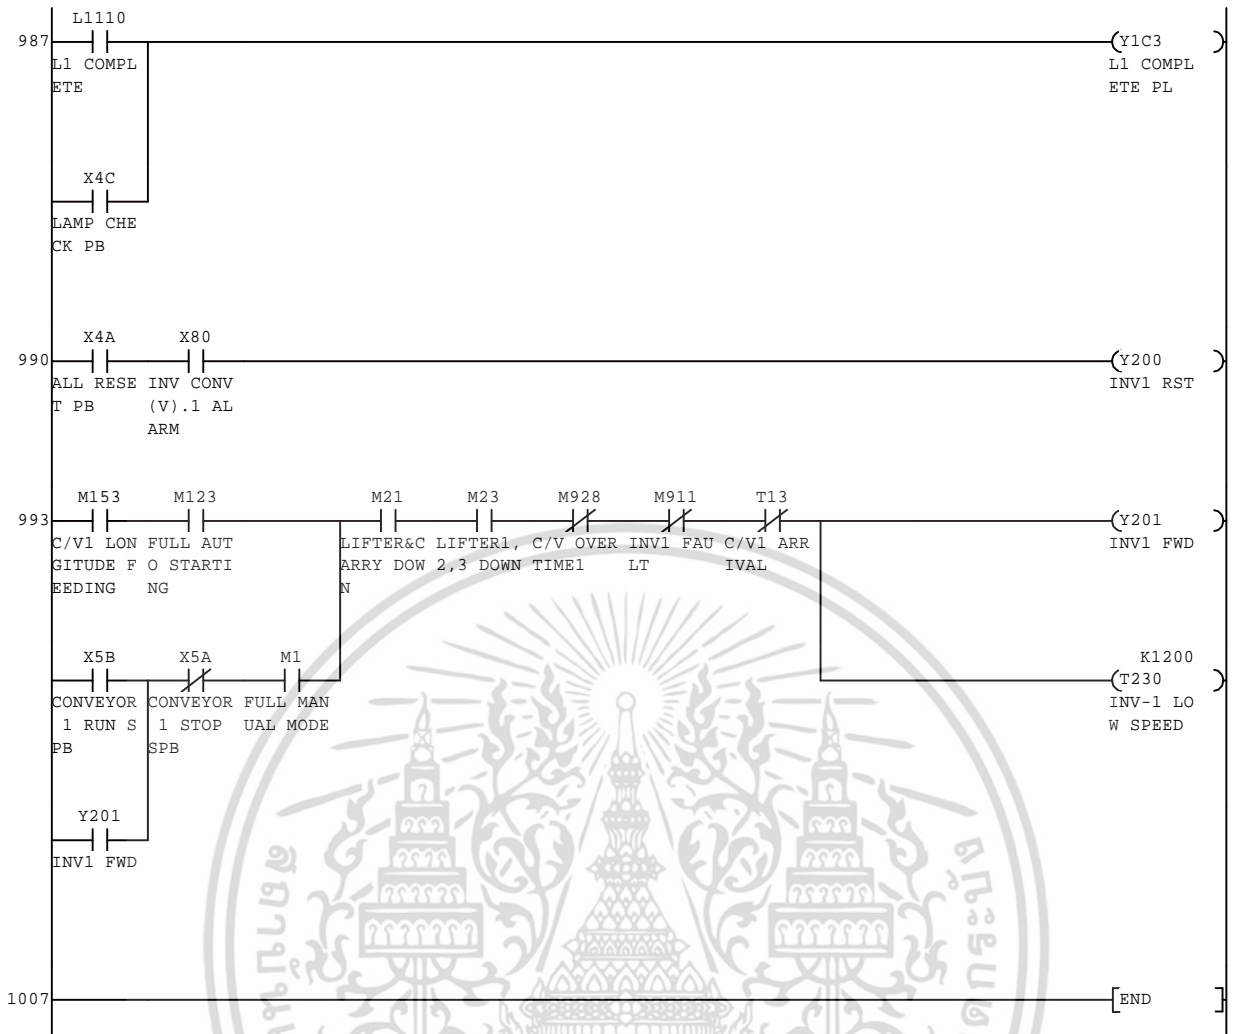 L1110
987 Y1C3
L1 COMPL L1 COMPL
ETE ETE PL
X4C
LAMP CHE
CK PB
X4A X80
990 Y200
ALL RESE INV CONV INV1 RST
T PB (V).1 AL
ARM
M153 M123 M21 M23 M928 M911 T13
993 Y201
C/V1 LON FULL AUT LIFTER&C LIFTER1, C/V OVER INV1 FAU C/V1 ARR INV1 FWD
GITUDE F O STARTI ARRY DOW 2,3 DOWN TIME1 LT IVAL
EEDING NG N
X5B X5A M1 K1200
T230
CONVEYOR CONVEYOR FULL MAN INV-1 LO
1 RUN S 1 STOP UAL MODE W SPEED
PB SPB
Y201
INV1 FWD
1007 END